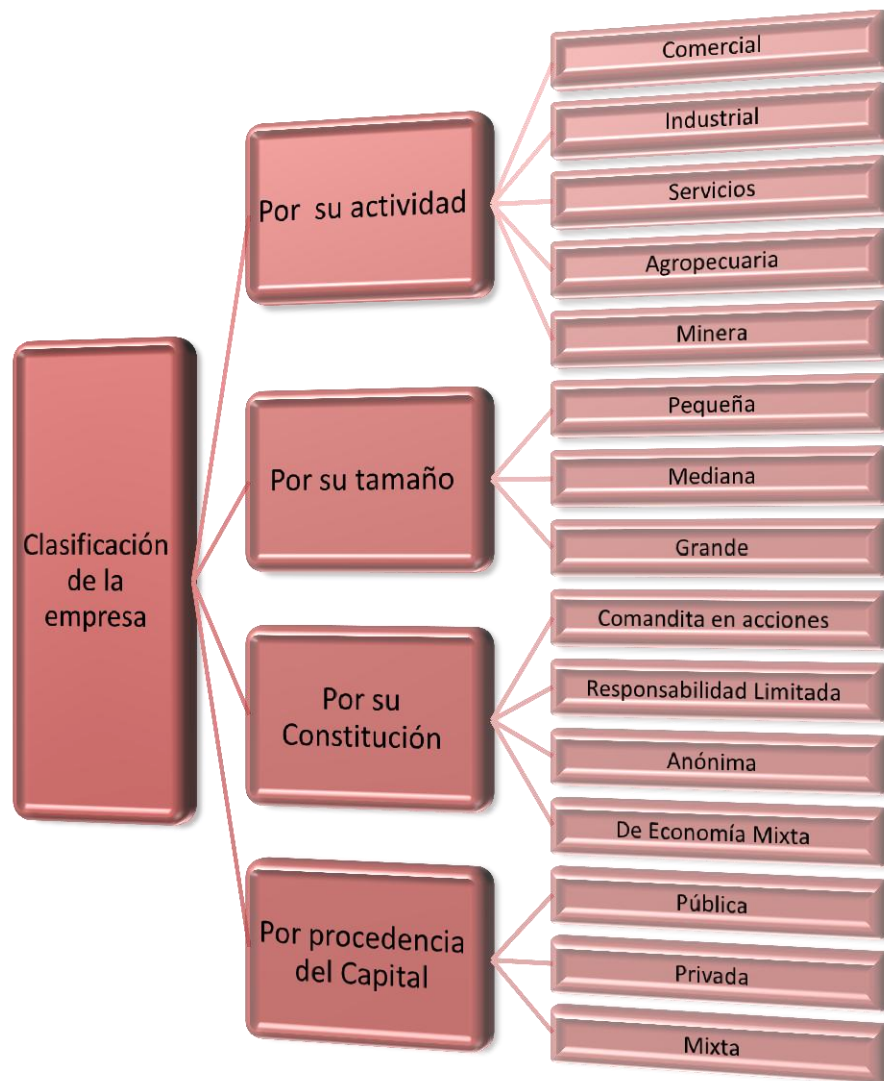 Clasificación
de la
empresa
Por su actividad
Comercial
Industrial
Servicios
Agropecuaria
Minera
Por su tamaño
Pequeña
Mediana
Grande
Por su
Constitución
Comandita en acciones
Responsabilidad Limitada
Anónima
De Economía Mixta
Por procedencia
del Capital
Pública
Privada
Mixta